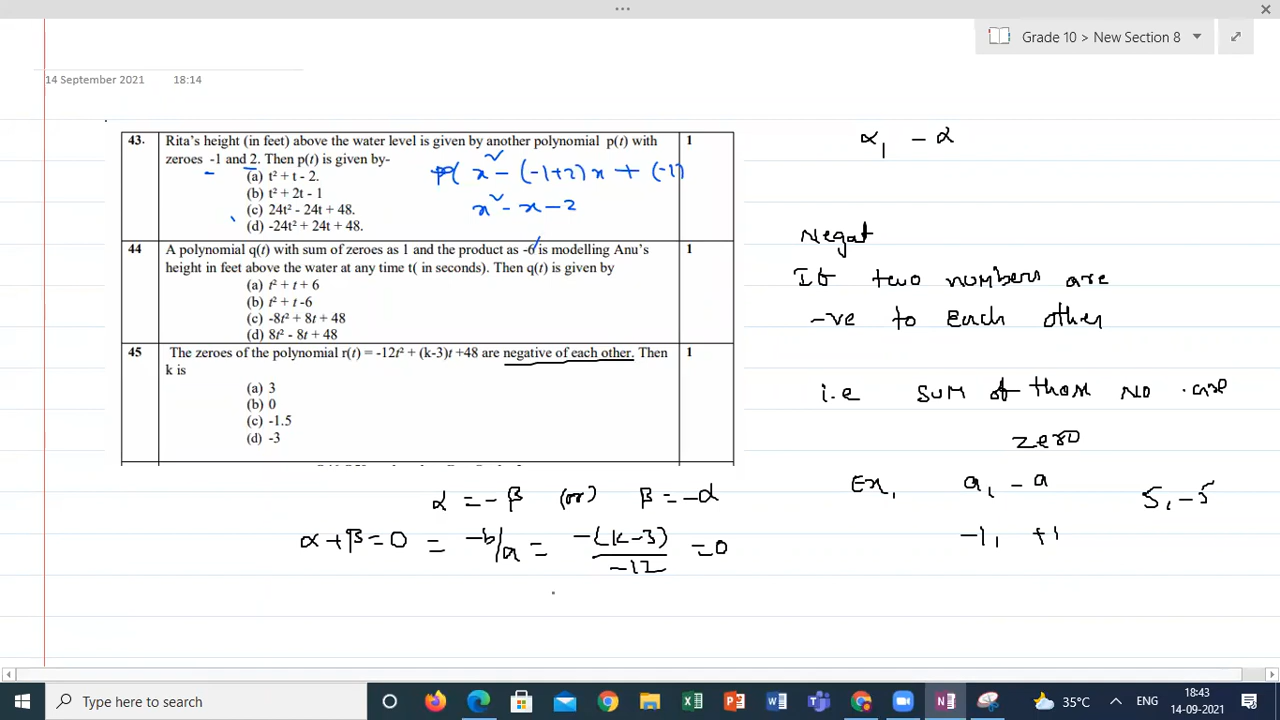 Grade 10 > New Section 8
14 September 2021 18:14
43. Rita's height (in feet) above the water level is given by another polynomial p(t) with 1
zeroes -1 and 2. Then p(t) is given by-
(a) t² + t - 2.
(b) t² + 2t - 1
(c) 24t² - 24t + 48.
(d) -24t² + 24t + 48.
x² - (-1+2)x + (-1)
x² - x - 2
44 A polynomial q(t) with sum of zeroes as 1 and the product as -6 is modelling Anu's 1
height in feet above the water at any time t( in seconds). Then q(t) is given by
(a) t² + t + 6
(b) t² + t -6
(c) -8t² + 8t + 48
(d) 8t² - 8t + 48
45 The zeroes of the polynomial r(t) = -12t² + (k-3)t +48 are negative of each other. Then 1
k is
(a) 3
(b) 0
(c) -1.5
(d) -3
α = - β (or) β = -α
α + β = 0 = -b/a = -(k-3)/-12 = 0
α, - α
Negat
If two numbers are
-ve to Each other
i.e sum of those no are
zero
Ex, a, - a 5, -5
-1, +1
Type here to search
35°C ENG 18:43
14-09-2021